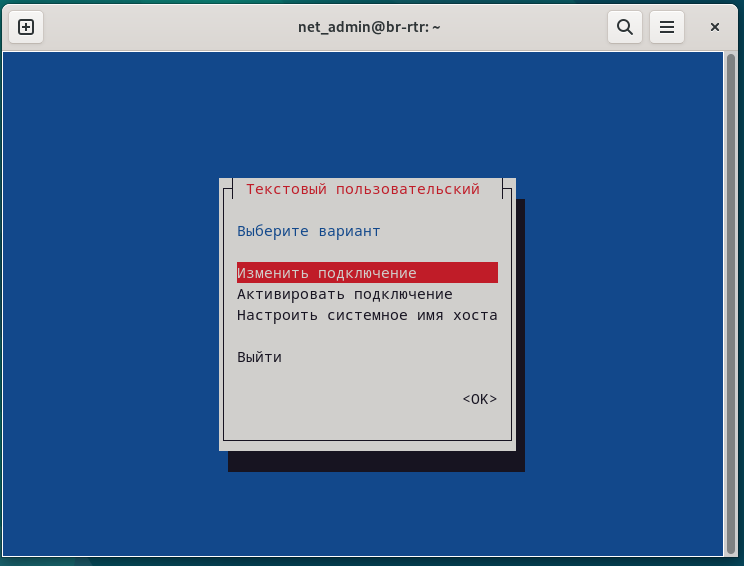 net_admin@br-rtr: ~
Текстовый пользовательский
Выберите вариант
Изменить подключение
Активировать подключение
Настроить системное имя хоста
Выйти
<OK>